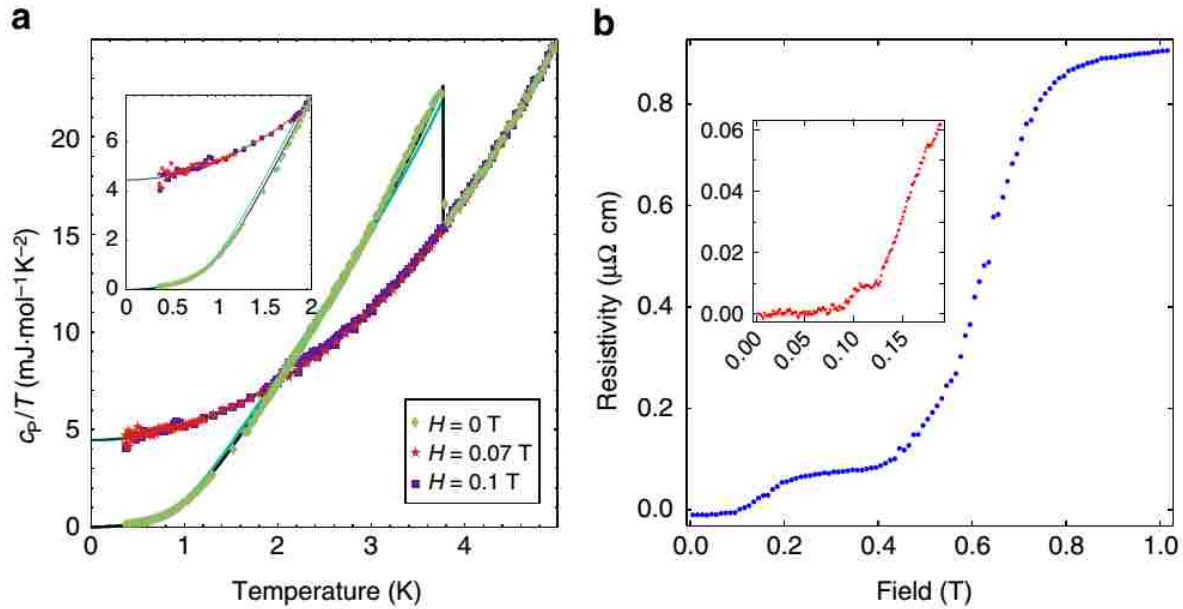 a
c_P/T (mJ·mol⁻¹K⁻²)
20
15
10
5
0
6
4
2
0
0 0.5 1 1.5 2
H = 0 T
H = 0.07 T
H = 0.1 T
0 1 2 3 4
Temperature (K)
b
Resistivity (μΩ cm)
0.8
0.6
0.4
0.2
0.0
0.06
0.04
0.02
0.00
0.00 0.05 0.10 0.15
0.0 0.2 0.4 0.6 0.8 1.0
Field (T)